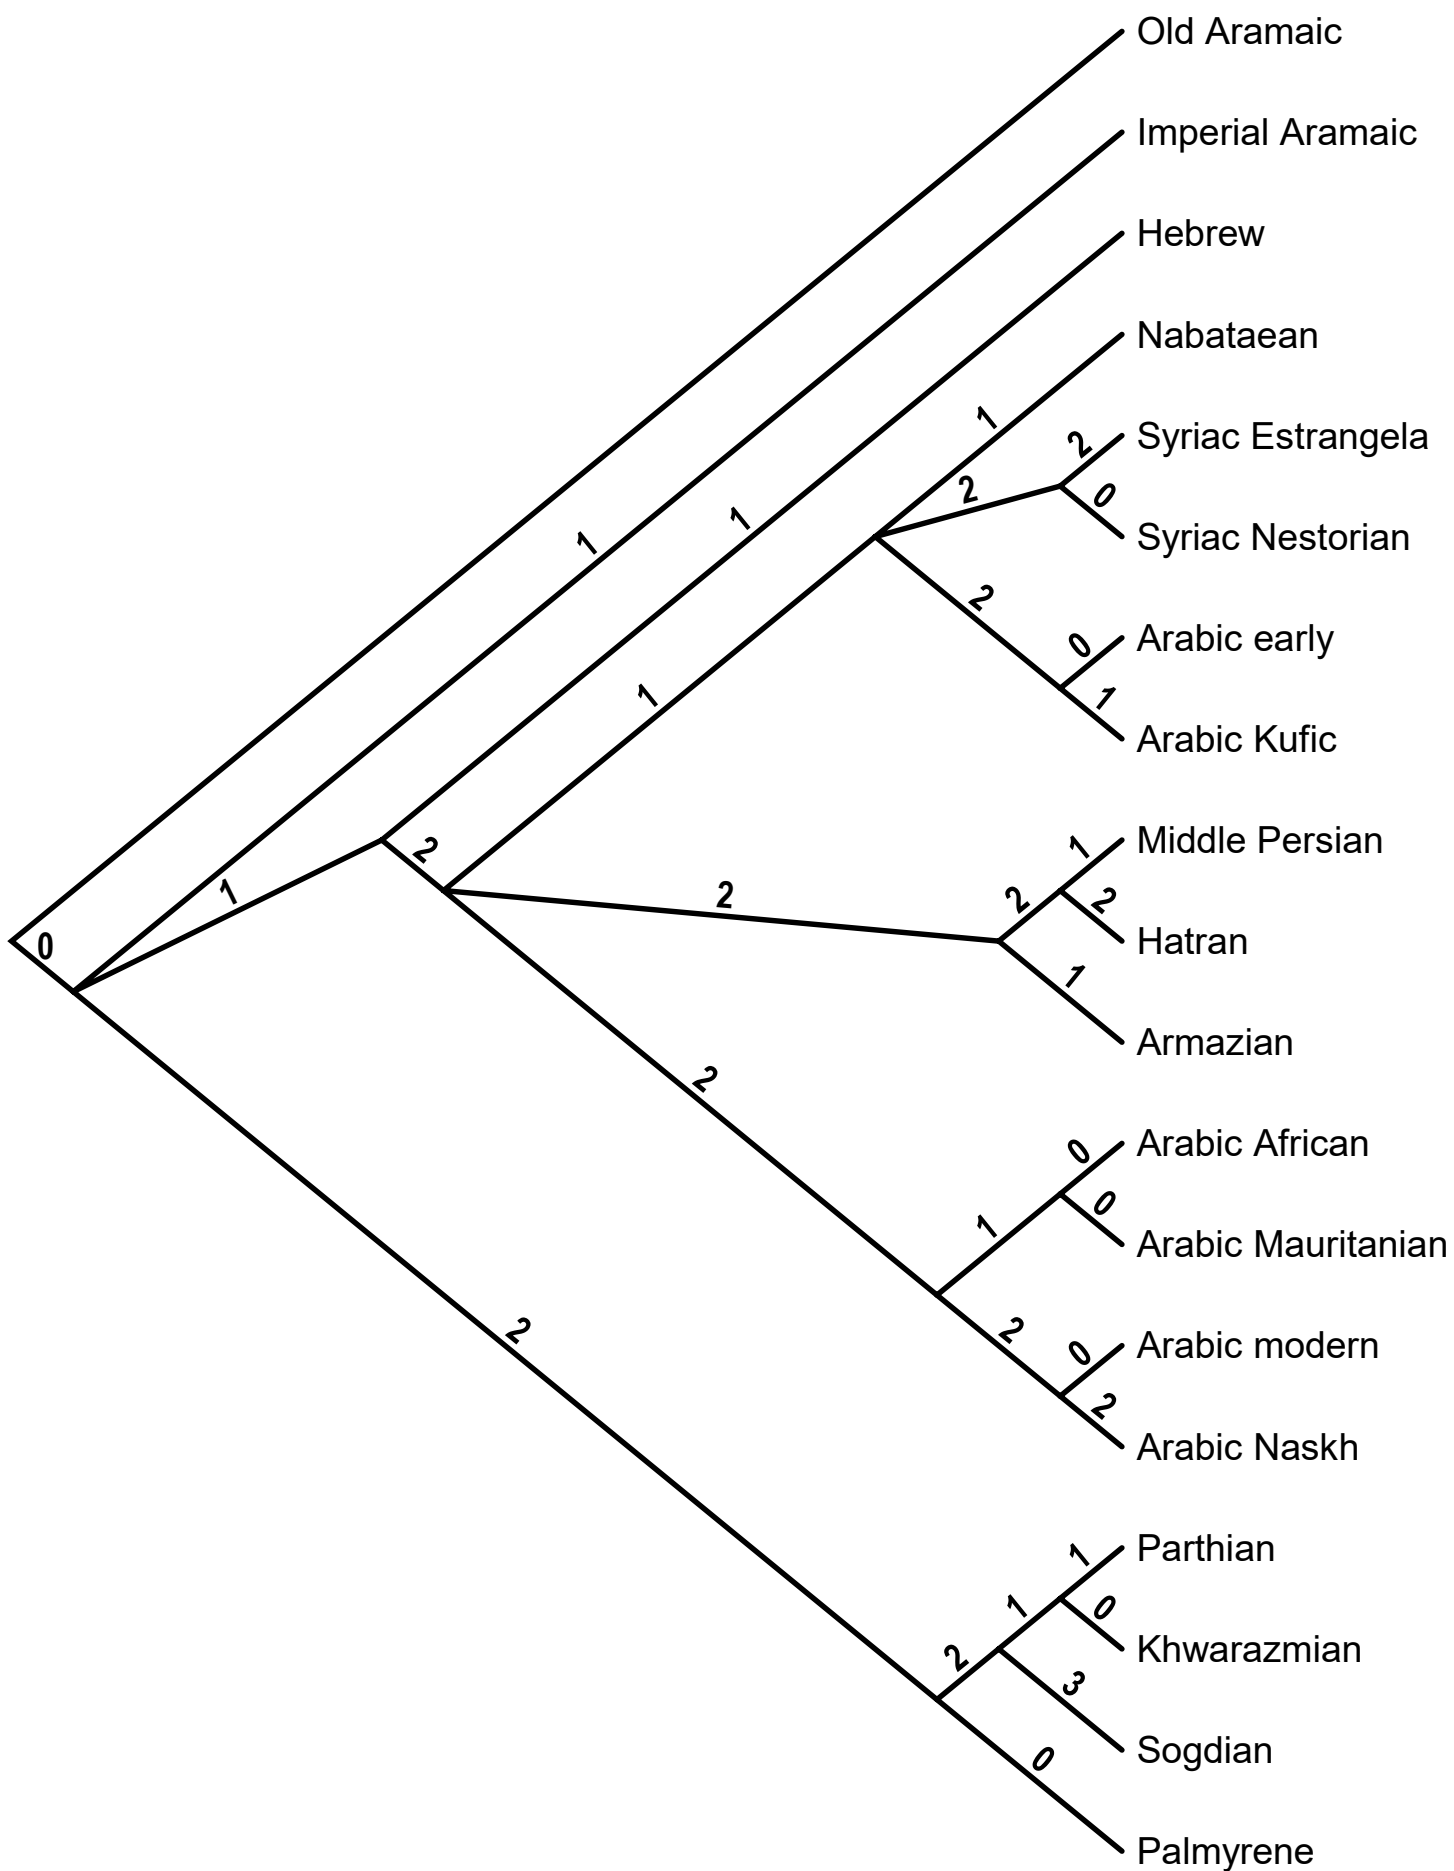 Old Aramaic
Imperial Aramaic
Hebrew
Nabataean
1
2
Syriac Estrangela
2
0
1
1
Syriac Nestorian
2
0
Arabic early
1
1
Arabic Kufic
1
Middle Persian
2
1
2
2
2
0
Hatran
1
Armazian
2
0
Arabic African
0
1
Arabic Mauritanian
2
2
0
Arabic modern
2
Arabic Naskh
1
Parthian
1
0
2
Khwarazmian
3
Sogdian
0
Palmyrene